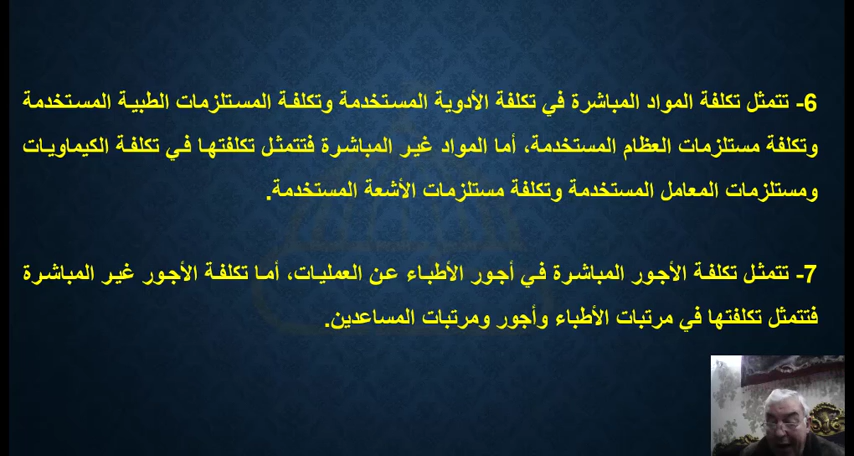 6- تتمثل تكلفة المواد المباشرة في تكلفة الأدوية المستخدمة وتكلفة المستلزمات الطبية المستخدمة
وتكلفة مستلزمات العظام المستخدمة، أما المواد غير المباشرة فتتمثل تكلفتها في تكلفة الكيماويات
ومستلزمات المعامل المستخدمة وتكلفة مستلزمات الأشعة المستخدمة.
7- تتمثل تكلفة الأجور المباشرة في أجور الأطباء عن العمليات، أما تكلفة الأجور غير المباشرة
فتتمثل تكلفتها في مرتبات الأطباء وأجور ومرتبات المساعدين.